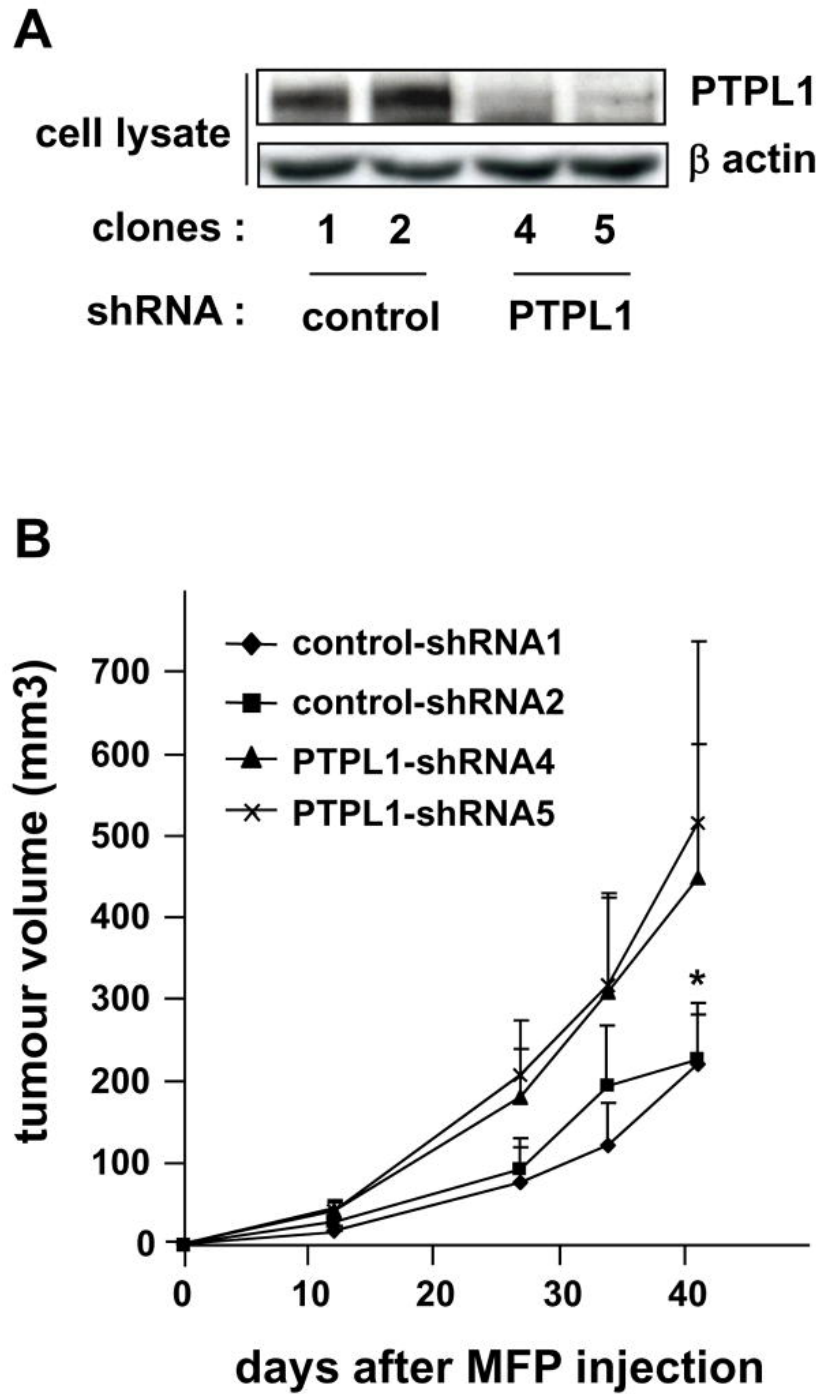 A
PTPL1
cell lysate
β actin
clones : 1 2 4 5
shRNA : control PTPL1
B
control-shRNA1
control-shRNA2
PTPL1-shRNA4
PTPL1-shRNA5
tumour volume (mm3)
700
600
500
400
300
200
100
0
*
0 10 20 30 40
days after MFP injection